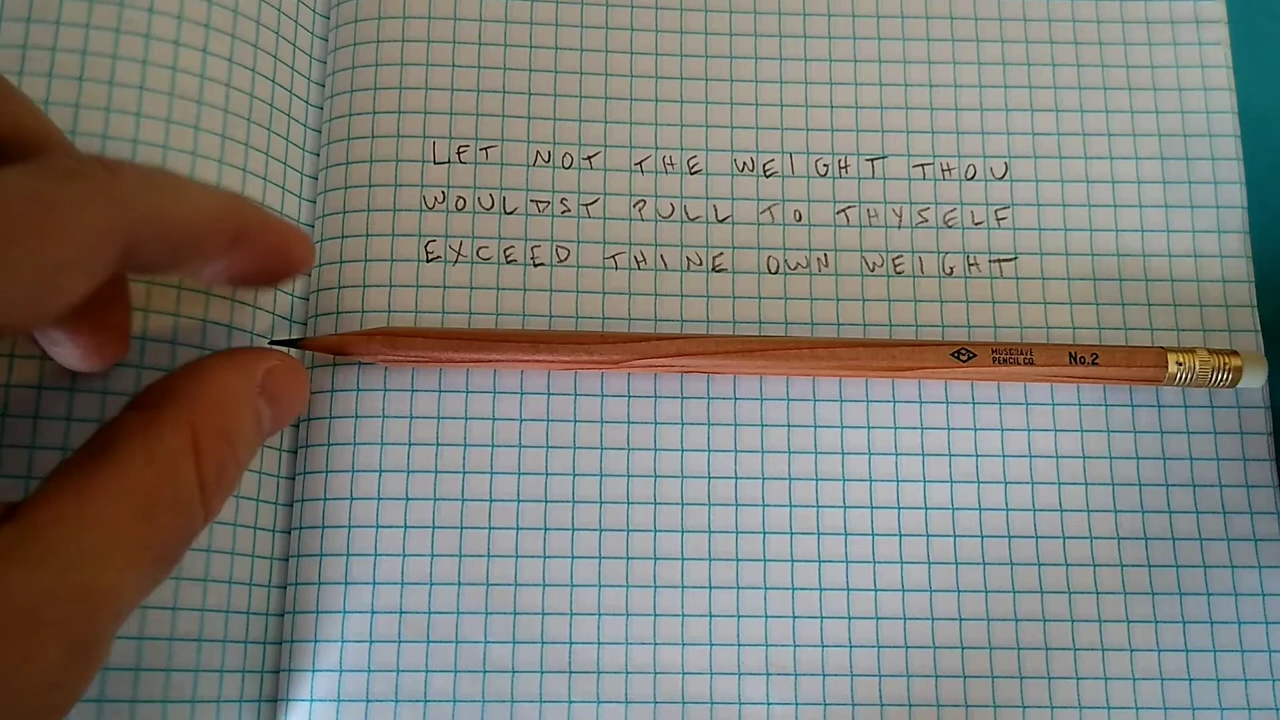 LET NOT THE WEIGHT THOU
WOULDST PULL TO THYSELF
EXCEED THINE OWN WEIGHT
MUSGRAVE
PENCIL CO.
No.2